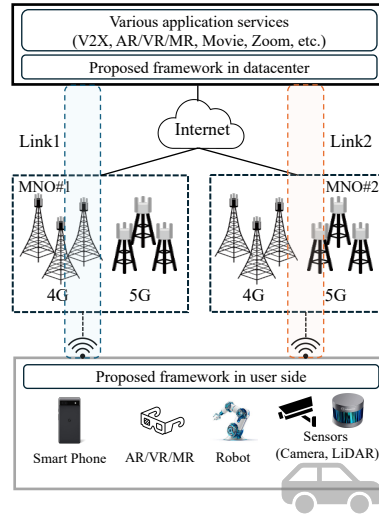 Various application services
(V2X, AR/VR/MR, Movie, Zoom, etc.)
Proposed framework in datacenter
Internet
Link1
Link2
MNO#1
MNO#2
4G
5G
4G
5G
Proposed framework in user side
Smart Phone
AR/VR/MR
Robot
Sensors
(Camera, LiDAR)